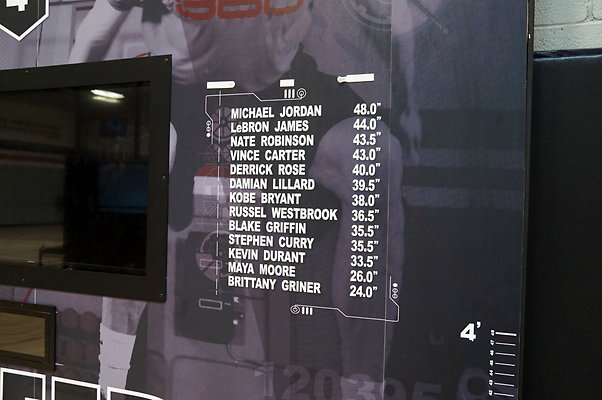 4
360
MICHAEL JORDAN 48.0"
LeBRON JAMES 44.0"
NATE ROBINSON 43.5"
VINCE CARTER 43.0"
DERRICK ROSE 40.0"
DAMIAN LILLARD 39.5"
KOBE BRYANT 38.0"
RUSSEL WESTBROOK 36.5"
BLAKE GRIFFIN 35.5"
STEPHEN CURRY 35.5"
KEVIN DURANT 33.5"
MAYA MOORE 26.0"
BRITTANY GRINER 24.0"
4'